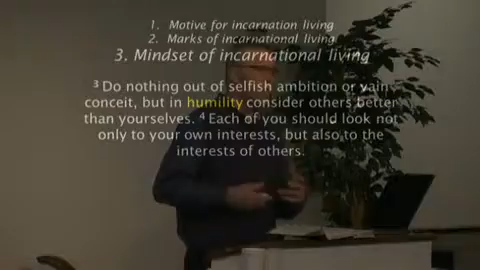 1. Motive for incarnation living
2. Marks of incarnational living
3. Mindset of incarnational living
3 Do nothing out of selfish ambition or vain
conceit, but in humility consider others better
than yourselves. 4 Each of you should look not
only to your own interests, but also to the
interests of others.